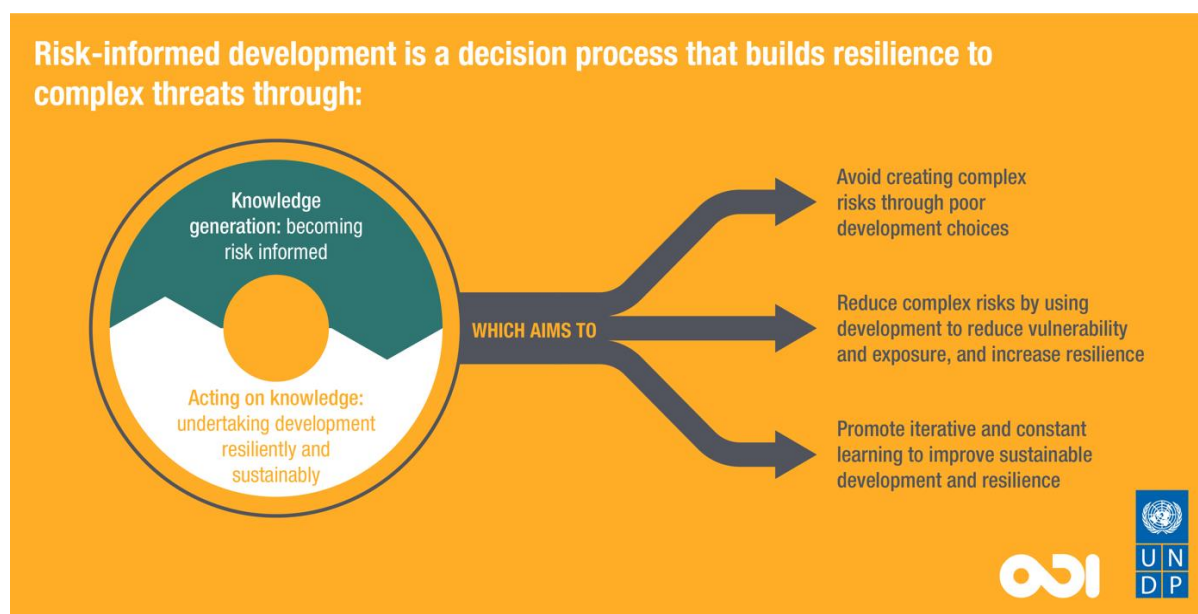 Risk-informed development is a decision process that builds resilience to
complex threats through:
Knowledge
generation: becoming
risk informed
Acting on knowledge:
undertaking development
resiliently and
sustainably
WHICH AIMS TO
Avoid creating complex
risks through poor
development choices
Reduce complex risks by using
development to reduce vulnerability
and exposure, and increase resilience
Promote iterative and constant
learning to improve sustainable
development and resilience
ODI
U N
D P